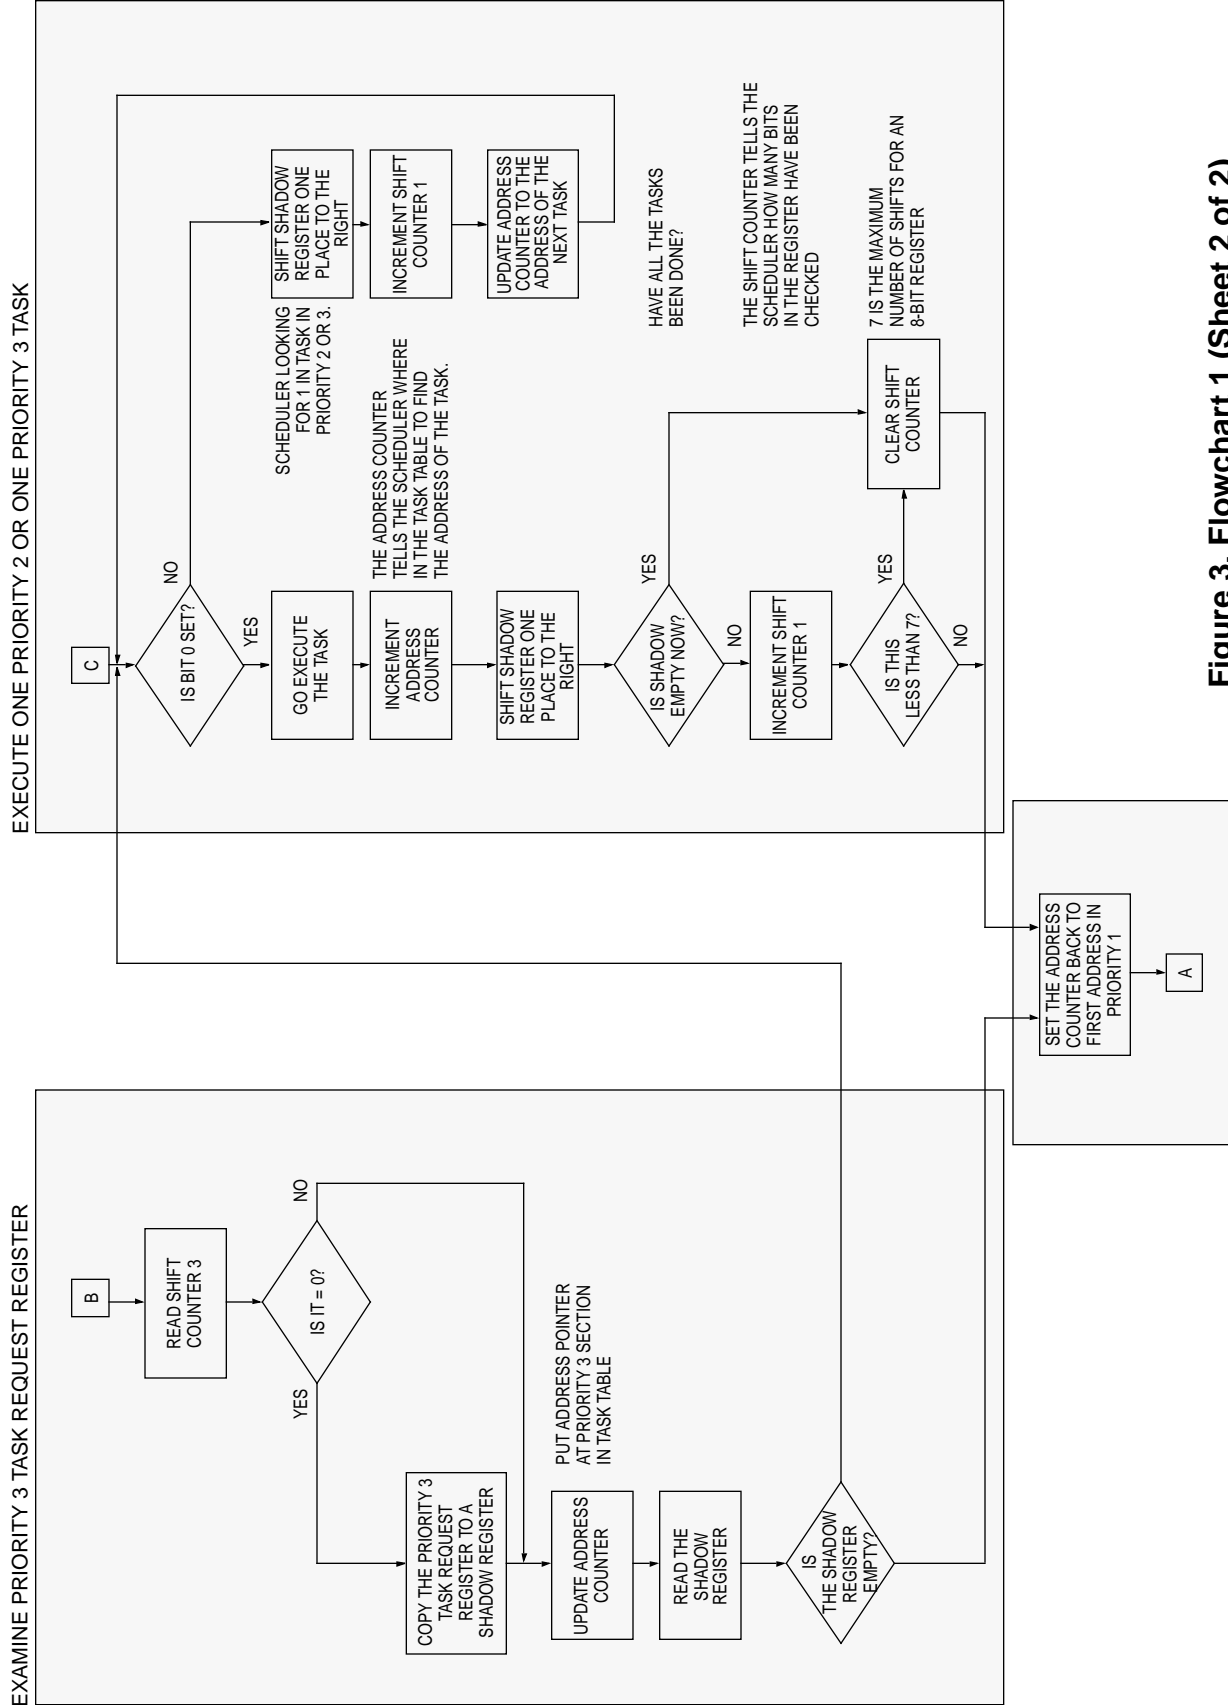 EXAMINE PRIORITY 3 TASK REQUEST REGISTER
B
READ SHIFT
COUNTER 3
IS IT = 0?
YES
NO
COPY THE PRIORITY 3
TASK REQUEST
REGISTER TO A
SHADOW REGISTER
UPDATE ADDRESS
COUNTER
PUT ADDRESS POINTER
AT PRIORITY 3 SECTION
IN TASK TABLE
READ THE
SHADOW
REGISTER
IS
THE SHADOW
REGISTER
EMPTY?
EXECUTE ONE PRIORITY 2 OR ONE PRIORITY 3 TASK
C
IS BIT 0 SET?
NO
YES
GO EXECUTE
THE TASK
SCHEDULER LOOKING
FOR 1 IN TASK IN
PRIORITY 2 OR 3.
SHIFT SHADOW
REGISTER ONE
PLACE TO THE
RIGHT
INCREMENT
ADDRESS
COUNTER
THE ADDRESS COUNTER
TELLS THE SCHEDULER WHERE
IN THE TASK TABLE TO FIND
THE ADDRESS OF THE TASK.
INCREMENT SHIFT
COUNTER 1
SHIFT SHADOW
REGISTER ONE
PLACE TO THE
RIGHT
UPDATE ADDRESS
COUNTER TO THE
ADDRESS OF THE
NEXT TASK
IS SHADOW
EMPTY NOW?
YES
NO
HAVE ALL THE TASKS
BEEN DONE?
INCREMENT SHIFT
COUNTER 1
THE SHIFT COUNTER TELLS THE
SCHEDULER HOW MANY BITS
IN THE REGISTER HAVE BEEN
CHECKED
IS THIS
LESS THAN 7?
YES
NO
CLEAR SHIFT
COUNTER
7 IS THE MAXIMUM
NUMBER OF SHIFTS FOR AN
8-BIT REGISTER
SET THE ADDRESS
COUNTER BACK TO
FIRST ADDRESS IN
PRIORITY 1
A
Figure 3. Flowchart 1 (Sheet 2 of 2)